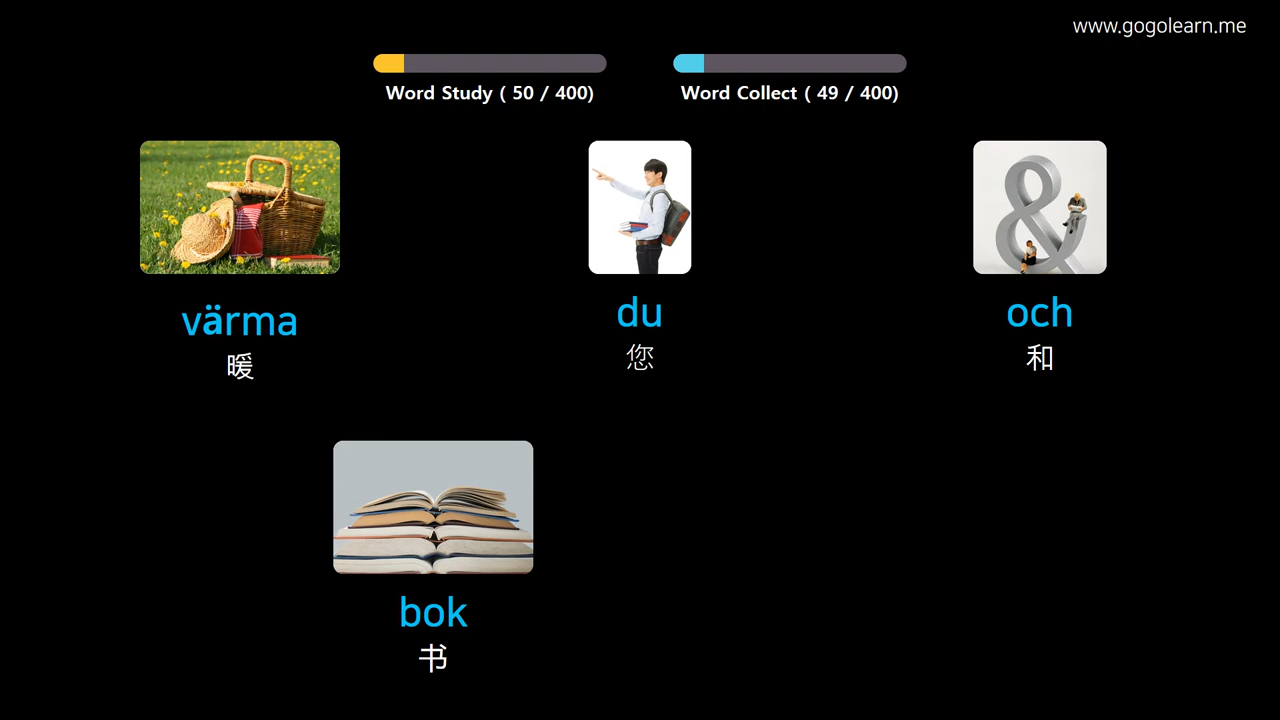 www.gogolearn.me
Word Study ( 50 / 400)
Word Collect ( 49 / 400)
värma
暖
du
您
och
和
bok
书